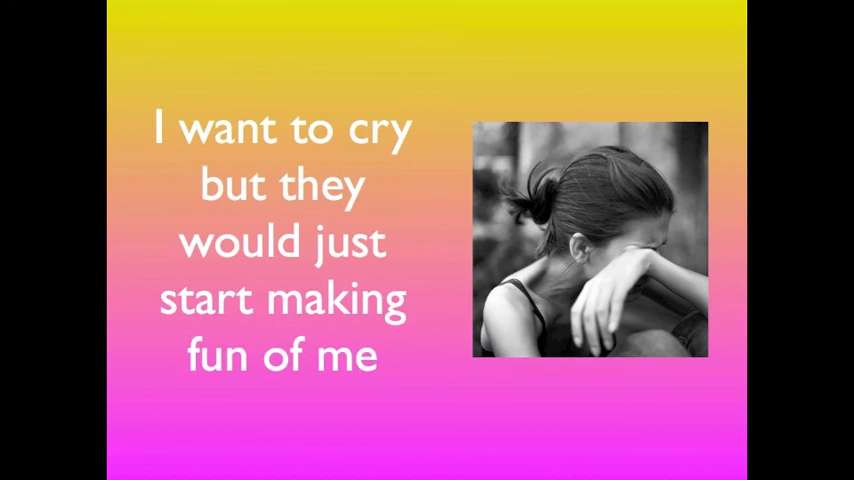 I want to cry
but they
would just
start making
fun of me